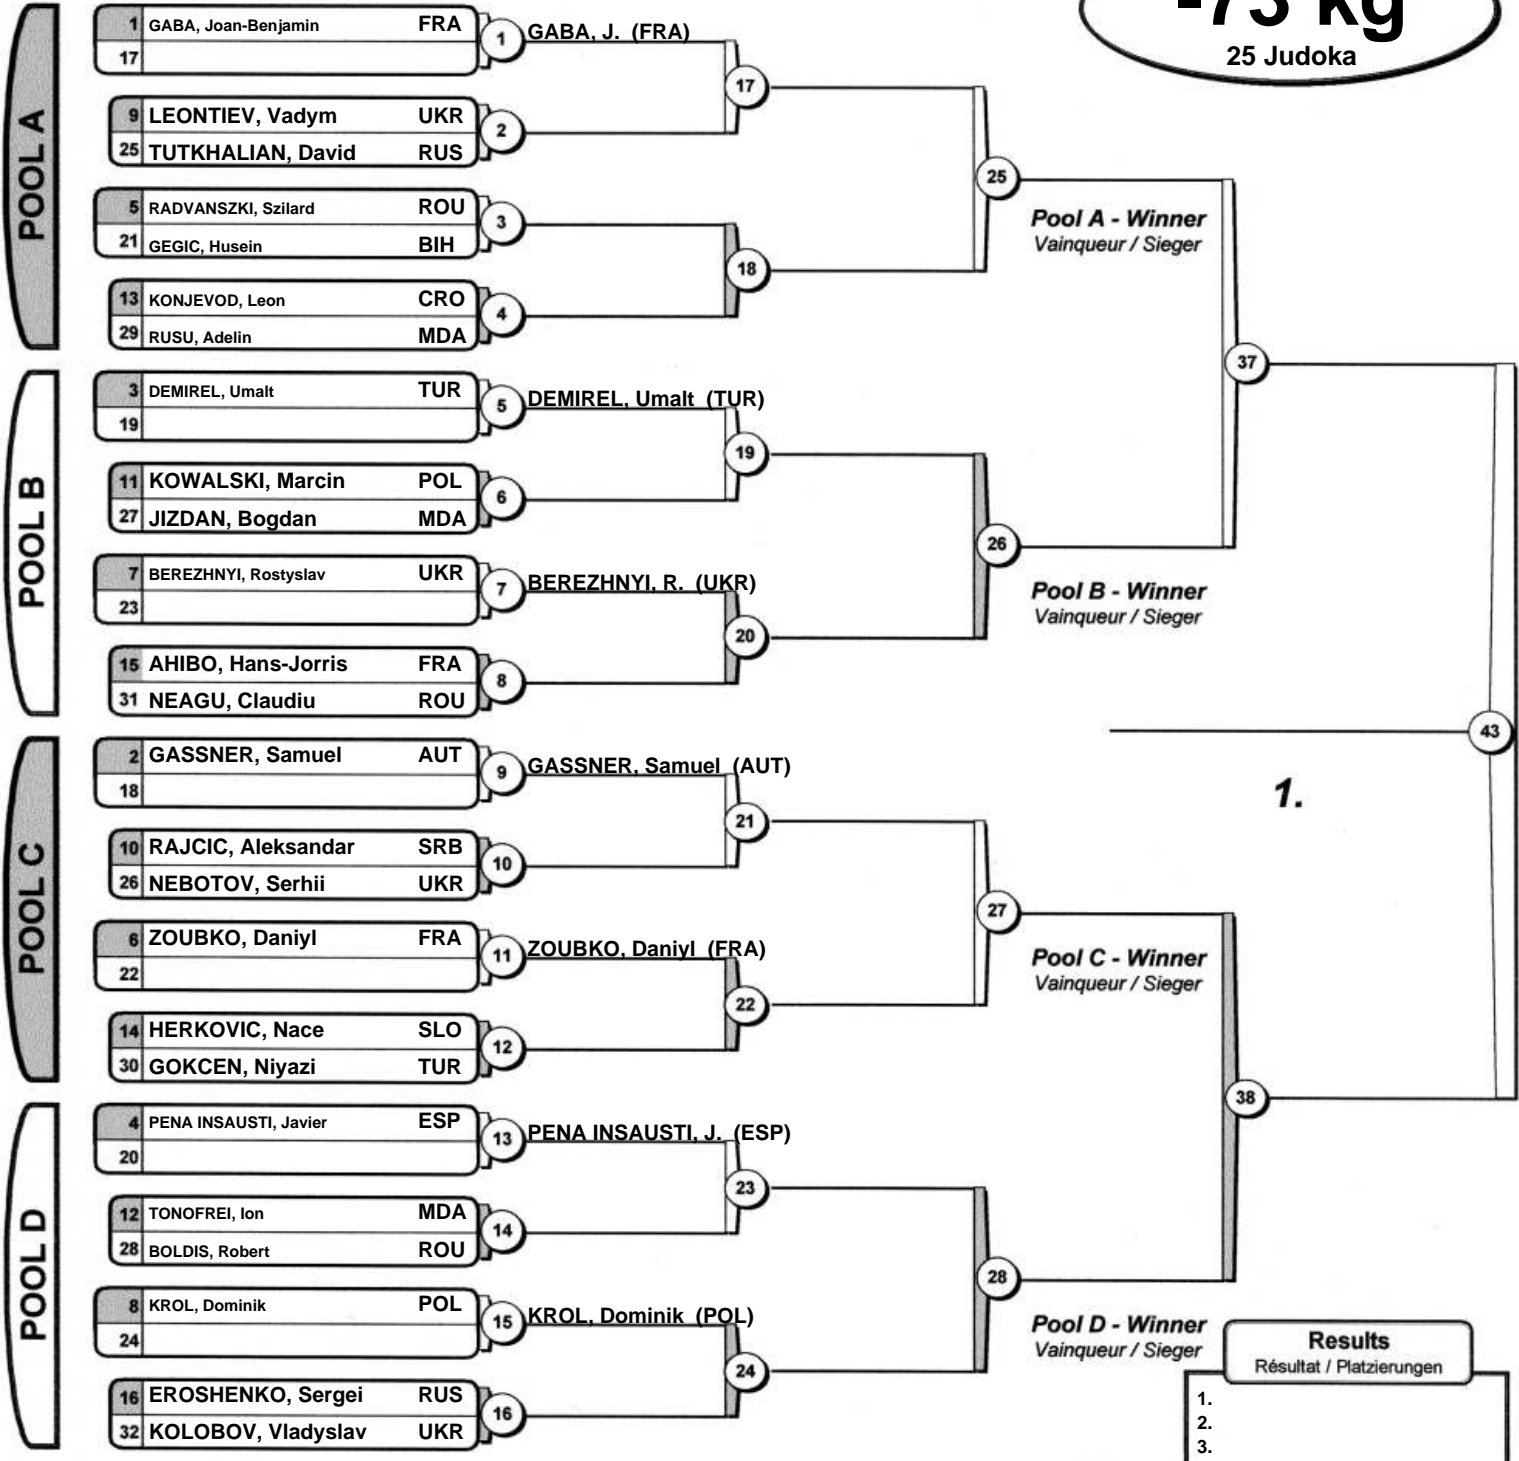 -73 kg
25 Judoka
POOL A
1 GABA, Joan-Benjamin FRA
17
1 GABA, J. (FRA)
9 LEONTIEV, Vadym UKR
25 TUTKHALIAN, David RUS
2
17
5 RADVANSZKI, Szilard ROU
21 GEGIC, Husein BIH
3
13 KONJEVOD, Leon CRO
29 RUSU, Adelin MDA
4
18
25
Pool A - Winner
Vainqueur / Sieger
POOL B
3 DEMIREL, Umalt TUR
19
5 DEMIREL, Umalt (TUR)
11 KOWALSKI, Marcin POL
27 JIZDAN, Bogdan MDA
6
19
7 BEREZHNYI, Rostyslav UKR
23
7 BEREZHNYI, R. (UKR)
15 AHIBO, Hans-Jorris FRA
31 NEAGU, Claudiu ROU
8
20
26
Pool B - Winner
Vainqueur / Sieger
37
POOL C
2 GASSNER, Samuel AUT
18
9 GASSNER, Samuel (AUT)
10 RAJCIC, Aleksandar SRB
26 NEBOTOV, Serhii UKR
10
21
6 ZOUBKO, Daniyl FRA
22
11 ZOUBKO, Daniyl (FRA)
14 HERKOVIC, Nace SLO
30 GOKCEN, Niyazi TUR
12
22
27
Pool C - Winner
Vainqueur / Sieger
POOL D
4 PENA INSAUSTI, Javier ESP
20
13 PENA INSAUSTI, J. (ESP)
12 TONOFREI, Ion MDA
28 BOLDIS, Robert ROU
14
23
8 KROL, Dominik POL
24
15 KROL, Dominik (POL)
16 EROSHENKO, Sergei RUS
32 KOLOBOV, Vladyslav UKR
16
24
28
Pool D - Winner
Vainqueur / Sieger
38
43
1.
Results
Résultat / Platzierungen
1.
2.
3.